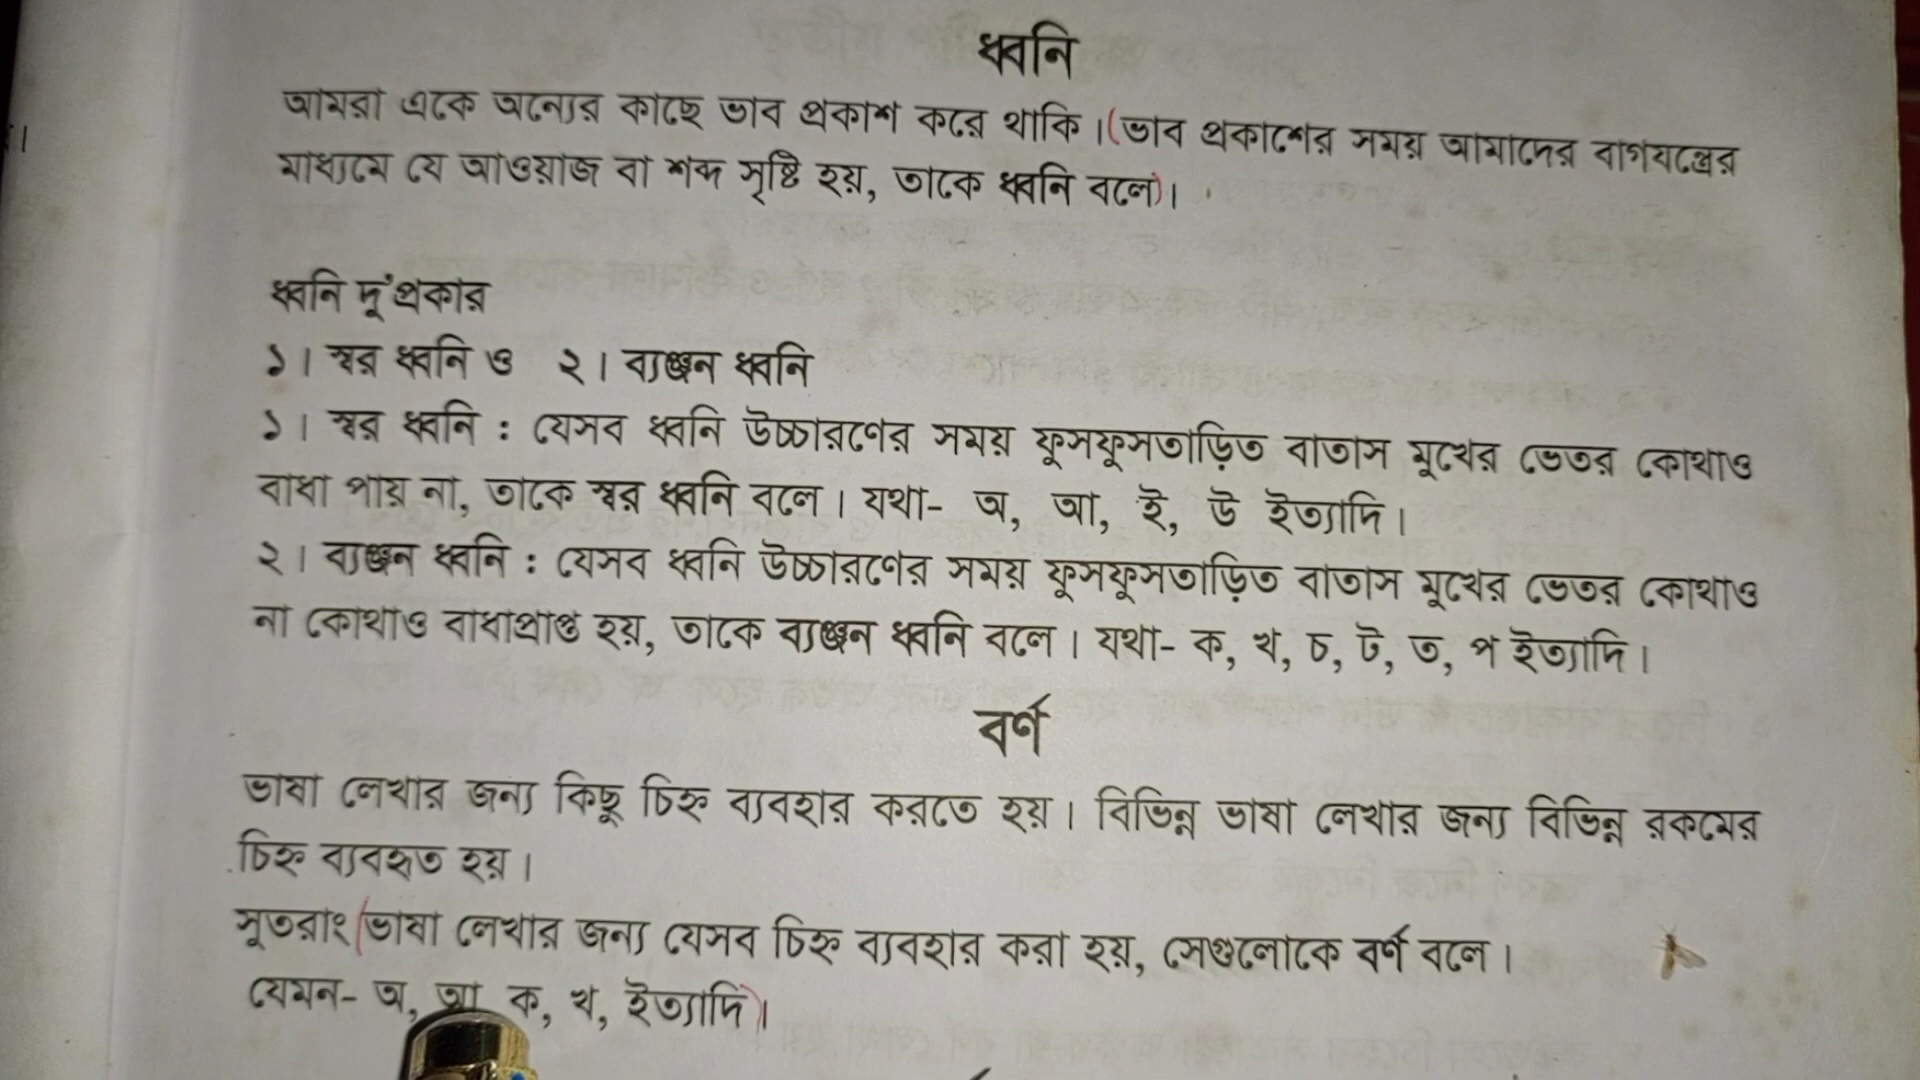 ধ্বনি
আমরা একে অন্যের কাছে ভাব প্রকাশ করে থাকি। (ভাব প্রকাশের সময় আমাদের বাগযন্ত্রের
মাধ্যমে যে আওয়াজ বা শব্দ সৃষ্টি হয়, তাকে ধ্বনি বলে)।
ধ্বনি দু'প্রকার
১। স্বর ধ্বনি ও ২। ব্যঞ্জন ধ্বনি
১। স্বর ধ্বনি : যেসব ধ্বনি উচ্চারণের সময় ফুসফুসতাড়িত বাতাস মুখের ভেতর কোথাও
বাধা পায় না, তাকে স্বর ধ্বনি বলে। যথা- অ, আ, ই, উ ইত্যাদি।
২। ব্যঞ্জন ধ্বনি : যেসব ধ্বনি উচ্চারণের সময় ফুসফুসতাড়িত বাতাস মুখের ভেতর কোথাও
না কোথাও বাধাপ্রাপ্ত হয়, তাকে ব্যঞ্জন ধ্বনি বলে। যথা- ক, খ, চ, ট, ত, প ইত্যাদি।
বর্ণ
ভাষা লেখার জন্য কিছু চিহ্ন ব্যবহার করতে হয়। বিভিন্ন ভাষা লেখার জন্য বিভিন্ন রকমের
চিহ্ন ব্যবহৃত হয়।
সুতরাং (ভাষা লেখার জন্য যেসব চিহ্ন ব্যবহার করা হয়, সেগুলোকে বর্ণ বলে।
যেমন- অ, আ ক, খ, ইত্যাদি)।